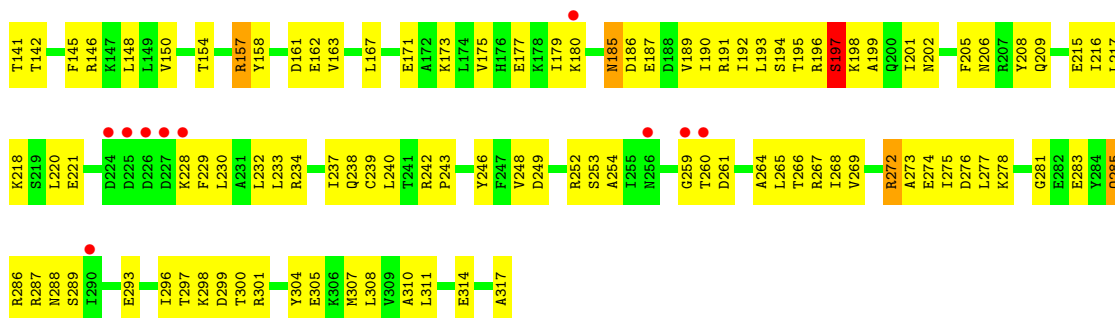 T141 T142 F145 R146 K147 L148 L149 V150 T154 R157 Y158 D161 E162 V163 L167 E171 A172 K173 L174 V175 H176 E177 K178 I179 K180 N185 D186 E187 D188 V189 I190 R191 I192 L193 S194 T195 R196 S197 K198 A199 Q200 I201 N202 F205 N206 R207 Y208 Q209 E215 I216 L217
K218 S219 L220 E221 D224 D225 D226 D227 K228 F229 L230 A231 L232 L233 R234 I237 Q238 C239 L240 T241 R242 P243 Y246 F247 V248 D249 R252 S253 A254 I255 N256 G259 T260 D261 A264 L265 T266 R267 I268 V269 R272 A273 E274 I275 D276 L277 K278 G281 E282 E283 Y284
R286 R287 N288 S289 I290 E293 I296 T297 K298 D299 T300 R301 Y304 E305 K306 M307 L308 V309 A310 L311 E314 A317